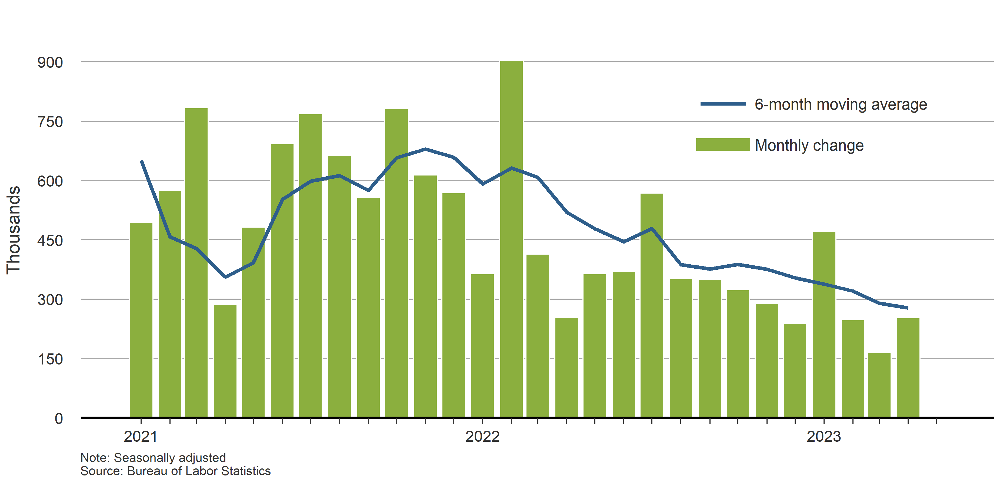 900
750
600
450
300
150
0
Thousands
6-month moving average
Monthly change
2021
2022
2023
Note: Seasonally adjusted
Source: Bureau of Labor Statistics